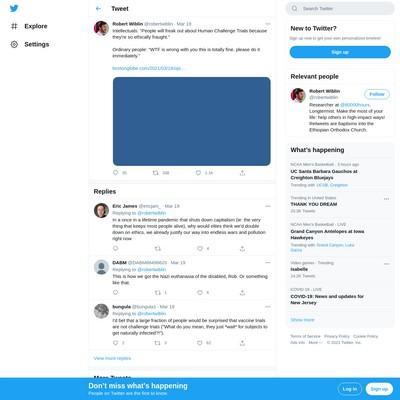 Explore
Settings
Tweet
Robert Wiblin @robertwiblin · Mar 19
Intellectuals: "People will freak out about Human Challenge Trials because
they're so ethically fraught."
Ordinary people: "WTF is wrong with you this is totally fine, please do it
immediately."
Replies
Eric James @ericjam_ · Mar 19
Replying to @robertwiblin
In a once in a lifetime pandemic that shuts down capitalism (ie: the very
thing that keeps most people alive), why would elites think we'd double
down on ethics, we already justify our way into endless wars and pollution
right now
4
DABM · Mar 19
Replying to @robertwiblin
This is how we got the Nazi euthanasia of the disabled, Rob. Or something
like that.
1
6
bungula @bungula1 · Mar 19
Replying to @robertwiblin
I'd bet that a large fraction of people would be surprised that vaccine trials
are not challenge trials ("What do you mean, they just *wait* for subjects to
get naturally infected?!").
2
3
62
View more replies
More Tweets
Search Twitter
New to Twitter?
Sign up now to get your own personalized timeline!
Sign up
Relevant people
Robert Wiblin
@robertwiblin
Follow
Researcher at @80000hours.
Longtermist. Make the most of your
life: help others in high-impact ways!
Retweets are baptisms into the
Ethiopian Orthodox Church.
What's happening
NCAA Men's Basketball · 3 hours ago
UC Santa Barbara Gauchos at
Creighton Bluejays
Trending with UCSB, Creighton
Trending in United States
THANK YOU DREAM
20.3K Tweets
NCAA Men's Basketball · LIVE
Grand Canyon Antelopes at Iowa
Hawkeyes
Trending with Grand Canyon, Luka
Garza
Video games · Trending
Isabelle
14.2K Tweets
COVID-19 · LIVE
COVID-19: News and updates for
New Jersey
Show more
Terms of Service Privacy Policy Cookie Policy
Ads info More © 2021 Twitter, Inc.
Don't miss what's happening
People on Twitter are the first to know.
Log in
Sign up